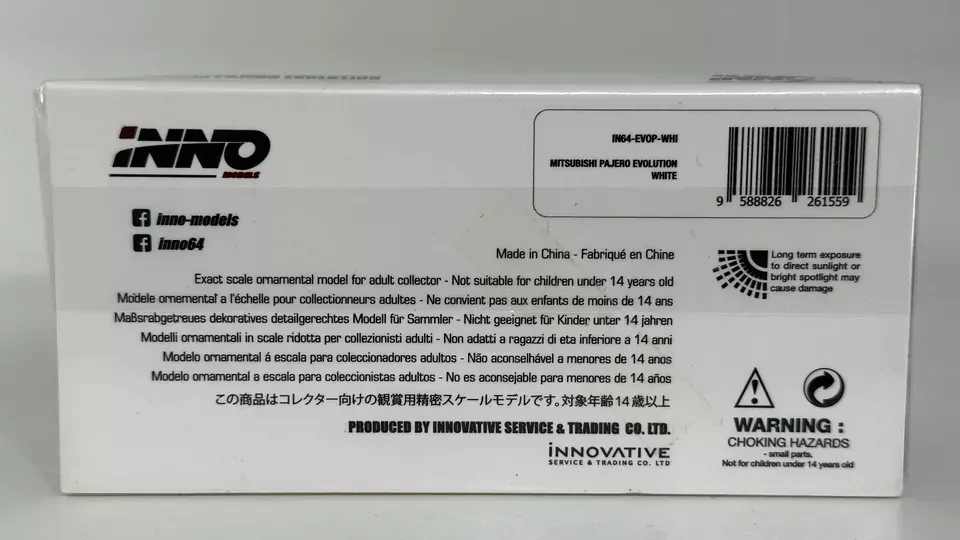 INNO
MODELS
IN64-EVOP-WHI
MITSUBISHI PAJERO EVOLUTION
WHITE
9 588826 261559
inno-models
inno64
Made in China - Fabriqué en Chine
Long term exposure
to direct sunlight or
bright spotlight may
cause damage
Exact scale ornamental model for adult collector - Not suitable for children under 14 years old
Modele ornemental a l'échelle pour collectionneurs adultes - Ne convient pas aux enfants de moins de 14 ans
Maßsrabgetreues dekoratives detailgerechtes Modell für Sammler - Nicht geeignet für Kinder unter 14 jahren
Modelli ornamentali in scale ridotta per collezionisti adulti - Non adatti a ragazzi di eta inferiore a 14 anni
Modelo ornamental á escala para coleccionadores adultos - Não aconselhável a menores de 14 anos
Modelo ornamental a escala para coleccionistas adultos - No es aconsejable para menores de 14 años
この商品はコレクター向けの観賞用精密スケールモデルです。対象年齢14歳以上
PRODUCED BY INNOVATIVE SERVICE & TRADING CO. LTD.
INNOVATIVE
SERVICE & TRADING CO. LTD
WARNING :
CHOKING HAZARDS
- small parts.
Not for children under 14 years old